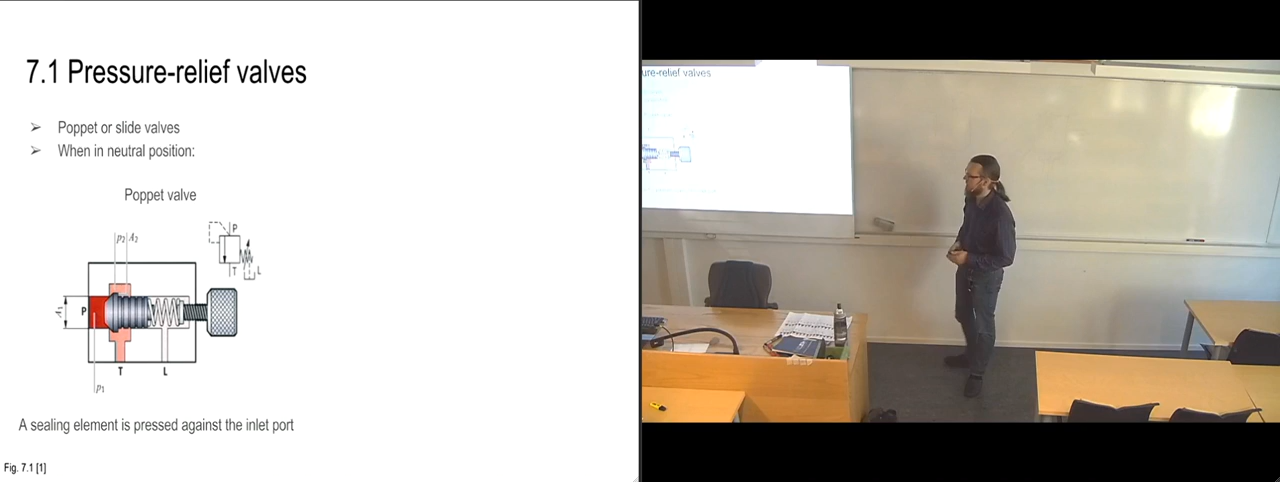 7.1 Pressure-relief valves
➢ Poppet or slide valves
➢ When in neutral position:
Poppet valve
P
T
L
p2 A2
A1
P
T
L
p1
A sealing element is pressed against the inlet port
Fig. 7.1 [1]
ure-relief valves